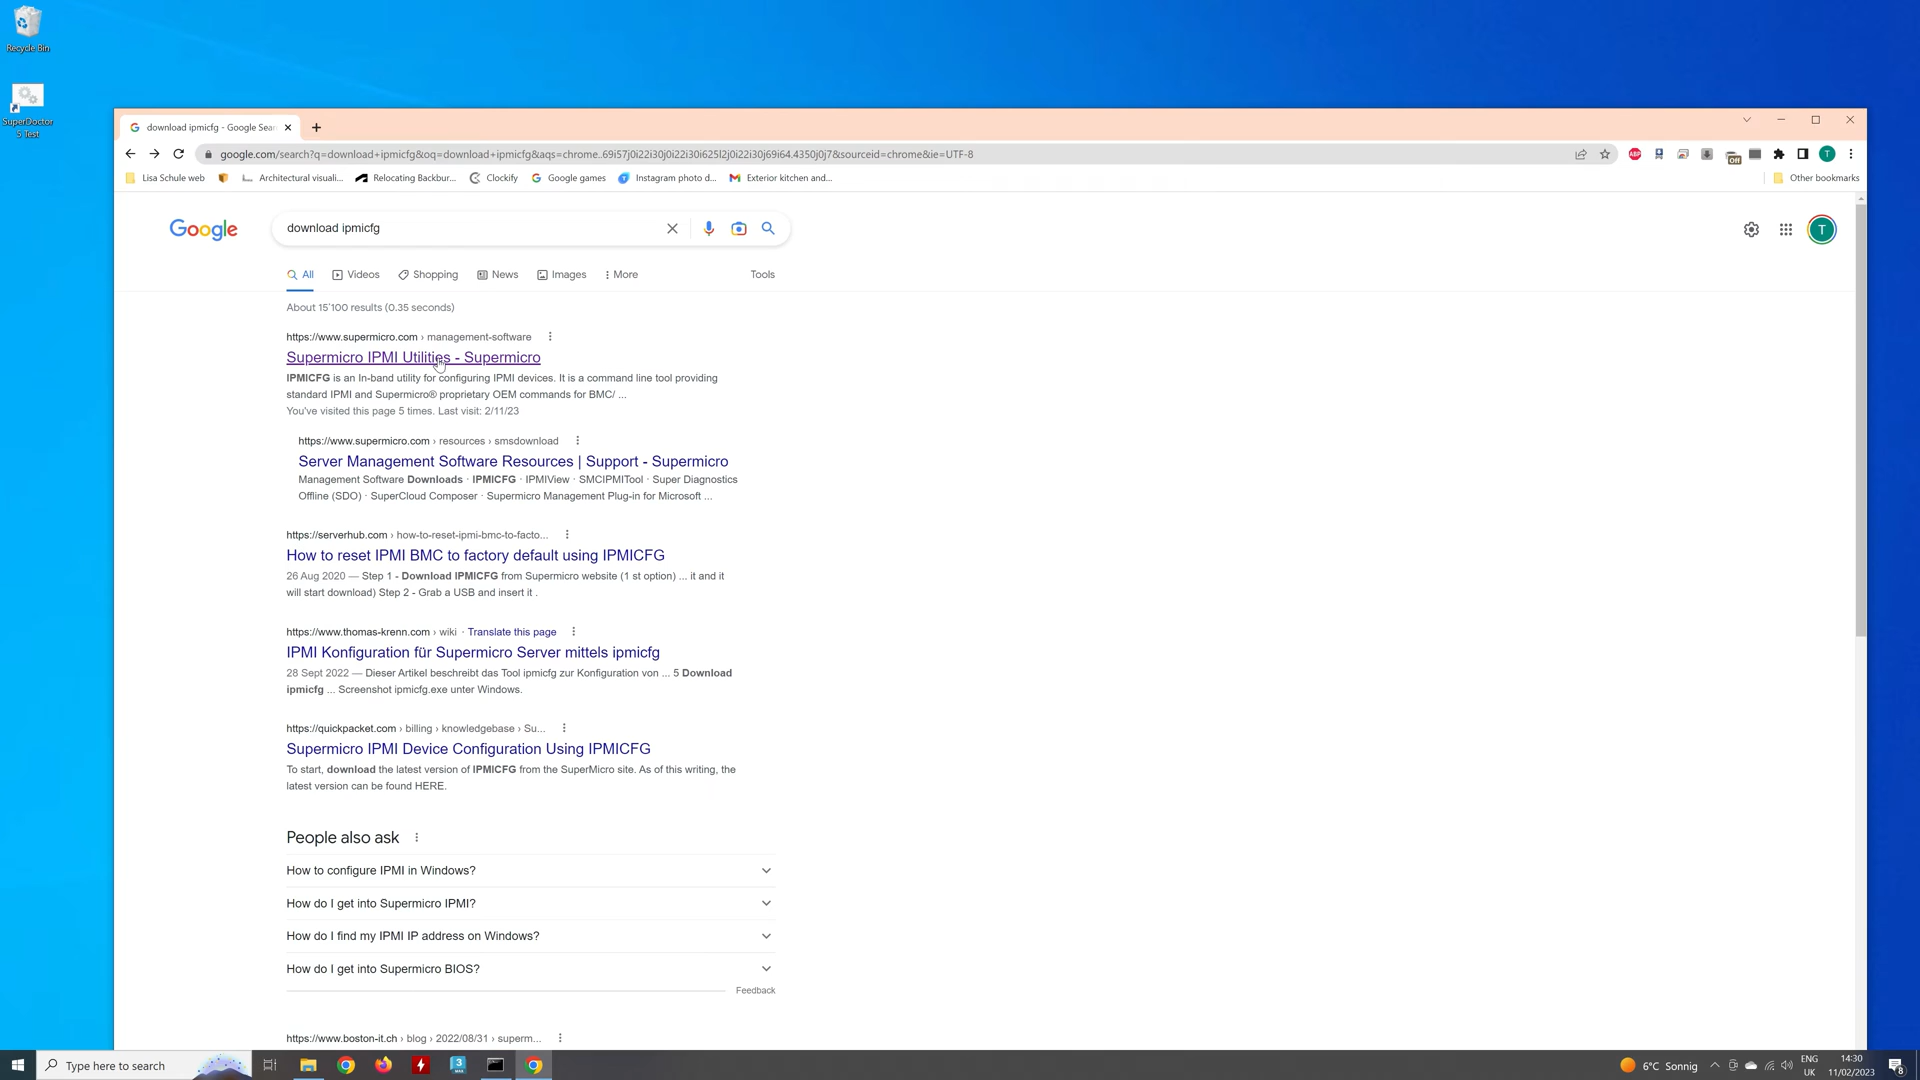 Recycle Bin
SuperDoctor
5 Test
download ipmicfg - Google Sear
google.com/search?q=download+ipmicfg&oq=download+ipmicfg&aqs=chrome..69i57j0i22i30j0i22i30i625l2j0i22i30j69i64.4350j0j7&sourceid=chrome&ie=UTF-8
Off
T
Lisa Schule web
Architectural visuali...
Relocating Backbur...
Clockify
Google games
Instagram photo d...
Exterior kitchen and...
Other bookmarks
Google
download ipmicfg
T
All
Videos
Shopping
News
Images
More
Tools
About 15'100 results (0.35 seconds)
https://www.supermicro.com › management-software
Supermicro IPMI Utilities - Supermicro
IPMICFG is an In-band utility for configuring IPMI devices. It is a command line tool providing
standard IPMI and Supermicro® proprietary OEM commands for BMC/ ...
You've visited this page 5 times. Last visit: 2/11/23
https://www.supermicro.com › resources › smsdownload
Server Management Software Resources | Support - Supermicro
Management Software Downloads · IPMICFG · IPMIView · SMCIPMITool · Super Diagnostics
Offline (SDO) · SuperCloud Composer · Supermicro Management Plug-in for Microsoft ...
https://serverhub.com › how-to-reset-ipmi-bmc-to-facto...
How to reset IPMI BMC to factory default using IPMICFG
26 Aug 2020 — Step 1 - Download IPMICFG from Supermicro website (1 st option) ... it and it
will start download) Step 2 - Grab a USB and insert it .
https://www.thomas-krenn.com › wiki · Translate this page
IPMI Konfiguration für Supermicro Server mittels ipmicfg
28 Sept 2022 — Dieser Artikel beschreibt das Tool ipmicfg zur Konfiguration von ... 5 Download
ipmicfg ... Screenshot ipmicfg.exe unter Windows.
https://quickpacket.com › billing › knowledgebase › Su...
Supermicro IPMI Device Configuration Using IPMICFG
To start, download the latest version of IPMICFG from the SuperMicro site. As of this writing, the
latest version can be found HERE.
People also ask
How to configure IPMI in Windows?
How do I get into Supermicro IPMI?
How do I find my IPMI IP address on Windows?
How do I get into Supermicro BIOS?
Feedback
https://www.boston-it.ch › blog › 2022/08/31 › superm...
Type here to search
3
MAX
6°C Sonnig
ENG
UK
14:30
11/02/2023
8